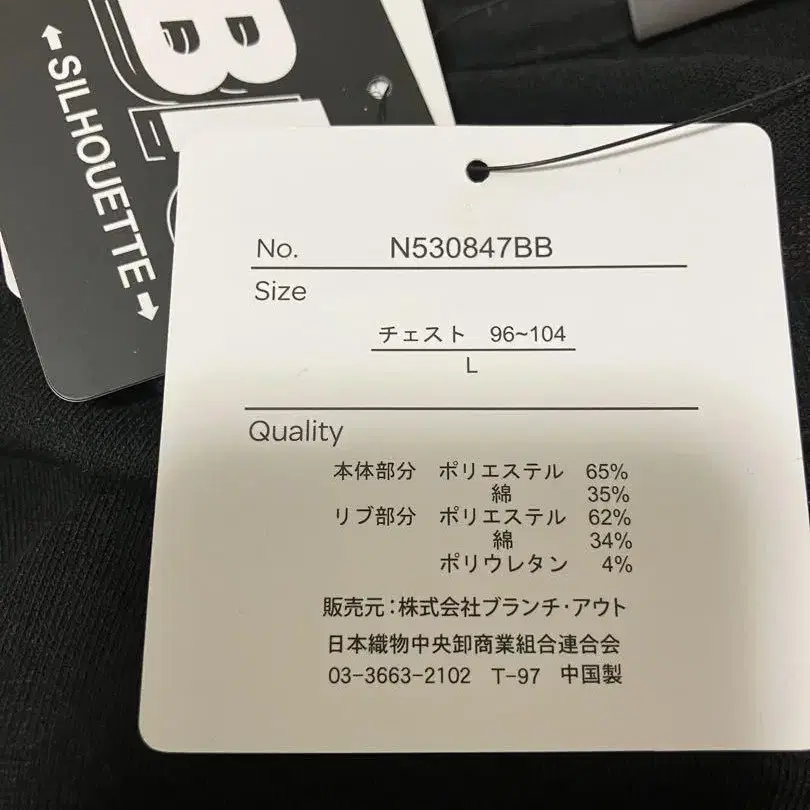 SILHOUETTE
No. N530847BB
Size
チェスト 96~104
L
Quality
本体部分 ポリエステル 65%
綿 35%
リブ部分 ポリエステル 62%
綿 34%
ポリウレタン 4%
販売元:株式会社ブランチ・アウト
日本織物中央卸商業組合連合会
03-3663-2102 T-97 中国製